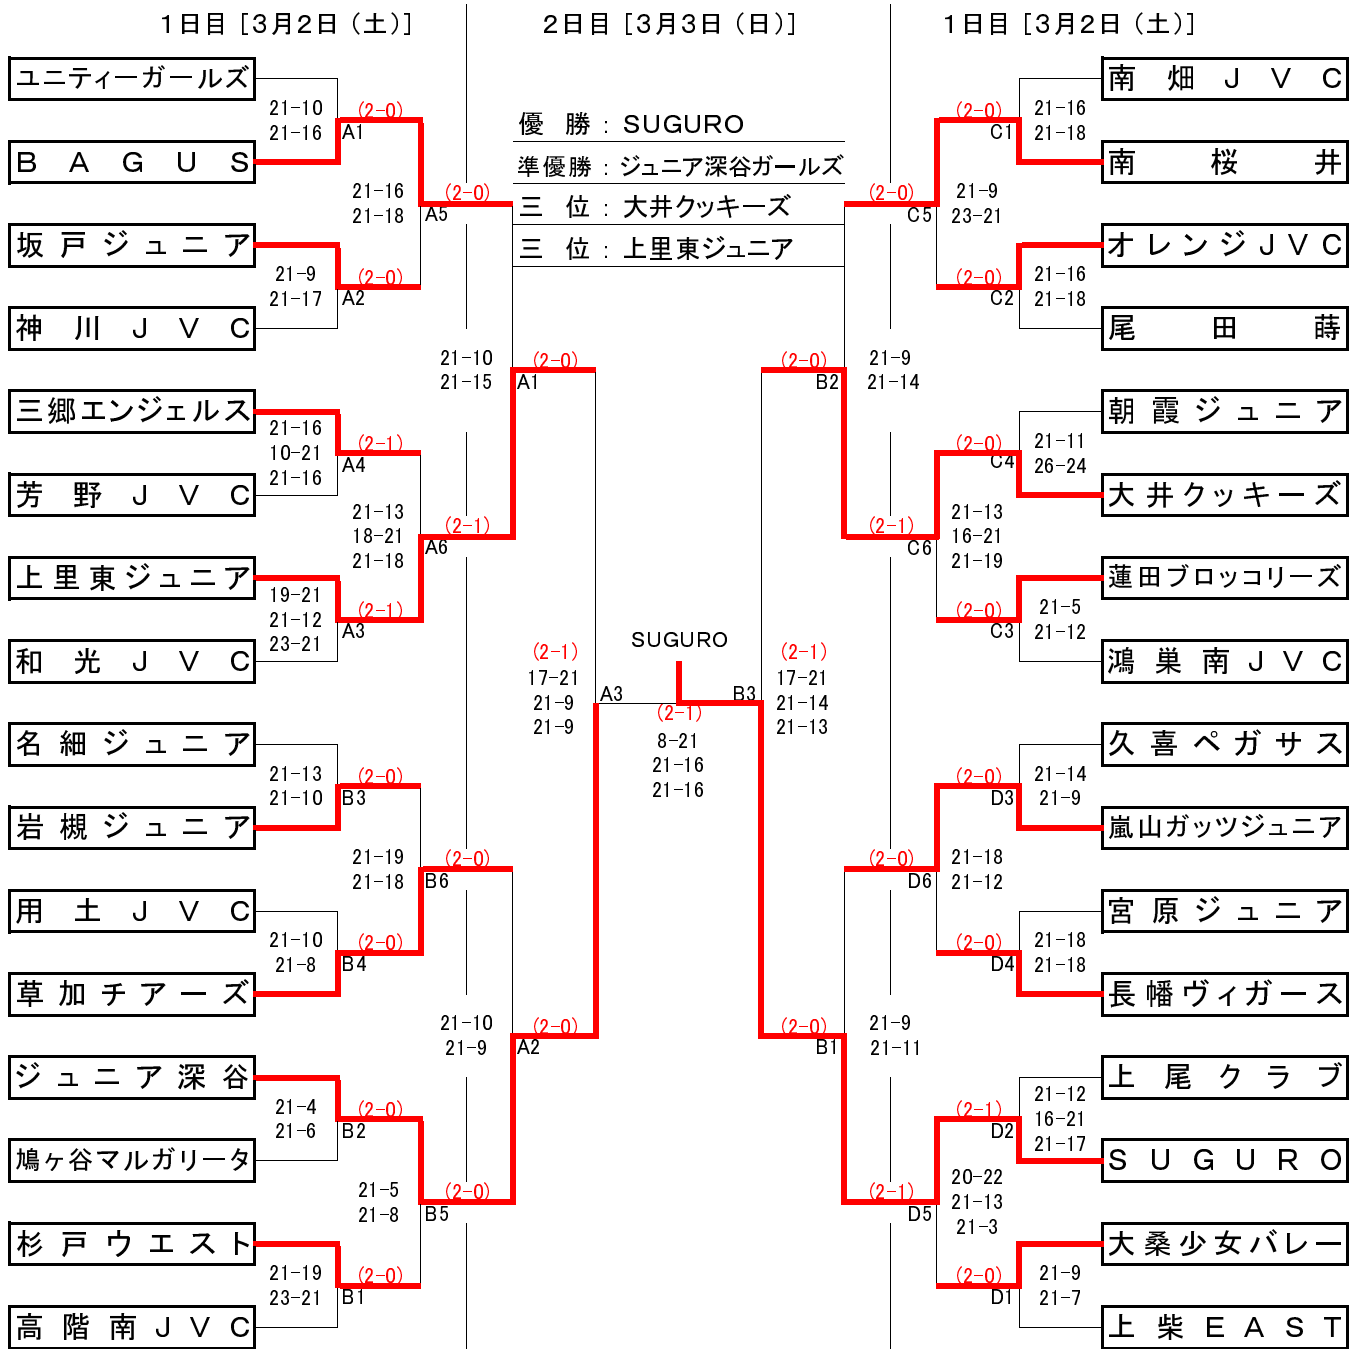 1日目［3月2日（土）］
2日目［3月3日（日）］
1日目［3月2日（土）］
優勝：SUGURO
準優勝：ジュニア深谷ガールズ
三位：大井クッキーズ
三位：上里東ジュニア
ユニティーガールズ
21-10
21-16
(2-0)
A1
BAGUS
21-16
21-18
(2-0)
A5
坂戸ジュニア
21-9
21-17
(2-0)
A2
神川JVC
21-10
21-15
(2-0)
A1
三郷エンジェルス
21-16
10-21
21-16
(2-1)
A4
芳野JVC
21-13
18-21
21-18
(2-1)
A6
上里東ジュニア
19-21
21-12
23-21
(2-1)
A3
和光JVC
(2-1)
17-21
21-9
21-9
A3
名細ジュニア
21-13
21-10
(2-0)
B3
岩槻ジュニア
21-19
21-18
(2-0)
B6
用土JVC
21-10
21-8
(2-0)
B4
草加チアーズ
21-10
21-9
(2-0)
A2
ジュニア深谷
21-4
21-6
(2-0)
B2
鳩ヶ谷マルガリータ
21-5
21-8
(2-0)
B5
杉戸ウエスト
21-19
23-21
(2-0)
B1
高階南JVC
SUGURO
(2-1)
8-21
21-16
21-16
南畑JVC
(2-0)
C1
21-16
21-18
南桜井
(2-0)
C5
21-9
23-21
オレンジJVC
(2-0)
C2
21-16
21-18
尾田蒔
(2-0)
B2
21-9
21-14
朝霞ジュニア
(2-0)
C4
21-11
26-24
大井クッキーズ
(2-1)
C6
21-13
16-21
21-19
蓮田ブロッコリーズ
(2-0)
C3
21-5
21-12
鴻巣南JVC
(2-1)
B3
17-21
21-14
21-13
久喜ペガサス
(2-0)
D3
21-14
21-9
嵐山ガッツジュニア
(2-0)
D6
21-18
21-12
宮原ジュニア
(2-0)
D4
21-18
21-18
長幡ヴィガース
(2-0)
B1
21-9
21-11
上尾クラブ
(2-1)
D2
21-12
16-21
21-17
SUGURO
(2-1)
D5
20-22
21-13
21-3
大桑少女バレー
(2-0)
D1
21-9
21-7
上柴EAST